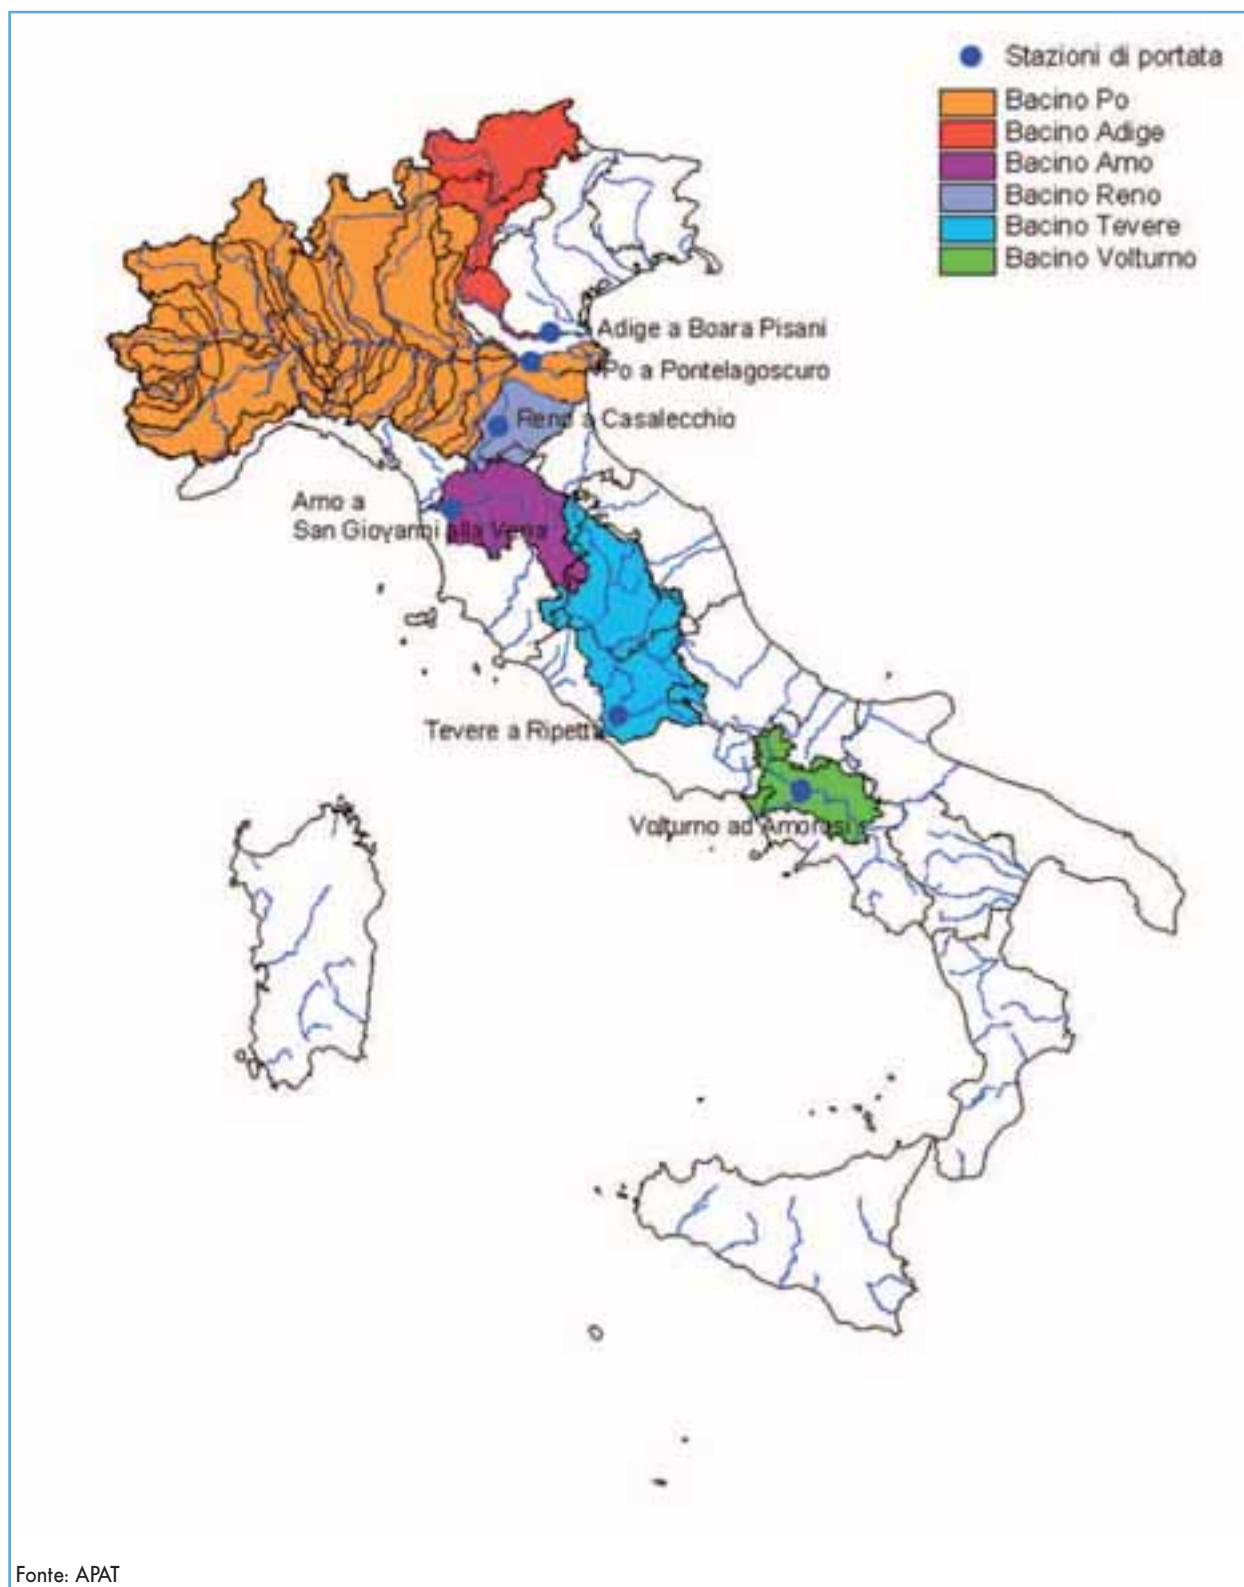 Stazioni di portata
Bacino Po
Bacino Adige
Bacino Arno
Bacino Reno
Bacino Tevere
Bacino Volturno
Adige a Boara Pisani
Po a Pontelagoscuro
Reno a Casalecchio
Arno a
San Giovanni alla Vena
Tevere a Ripetta
Volturno ad Amorosi
Fonte: APAT